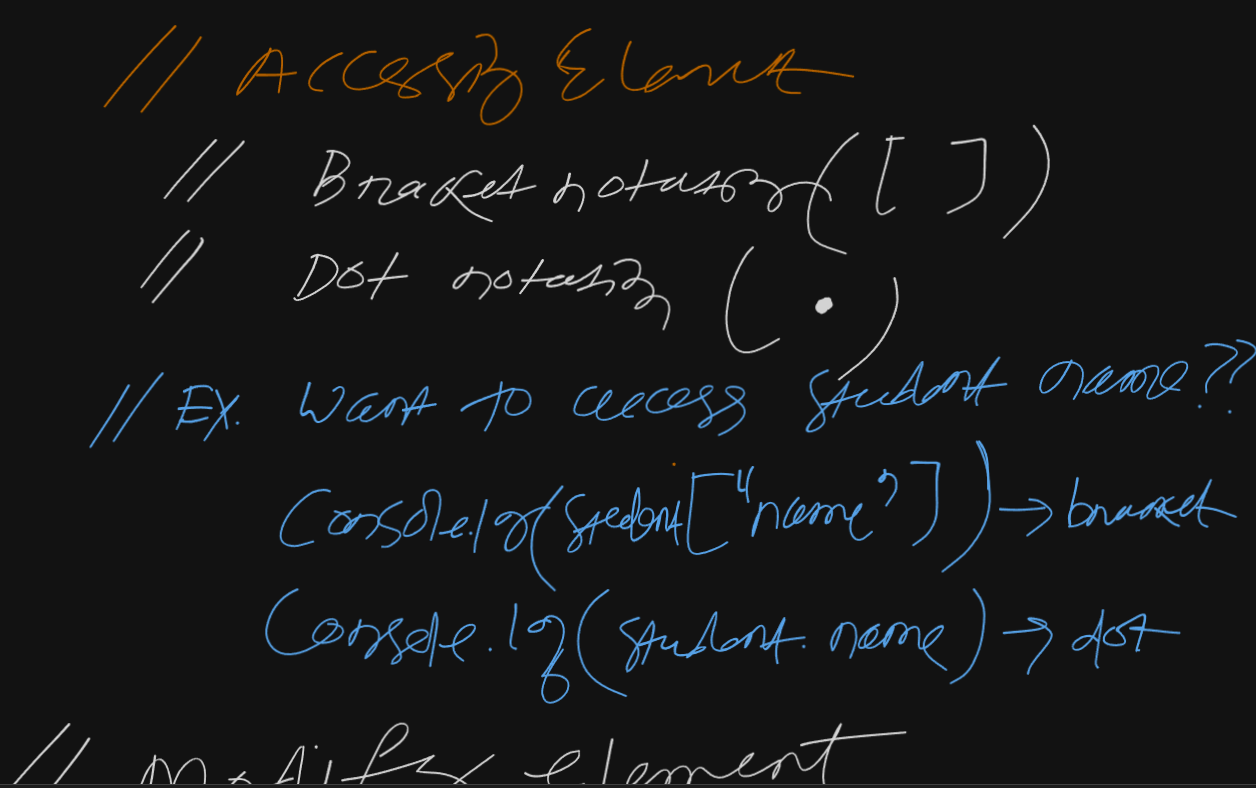 // Accessing Element
// Bracket notation ([ ])
// Dot notation (.)
// EX. Want to access student name??
Console.log(student["name"]) → bracket
Console.log(student.name) → dot
// Modify element